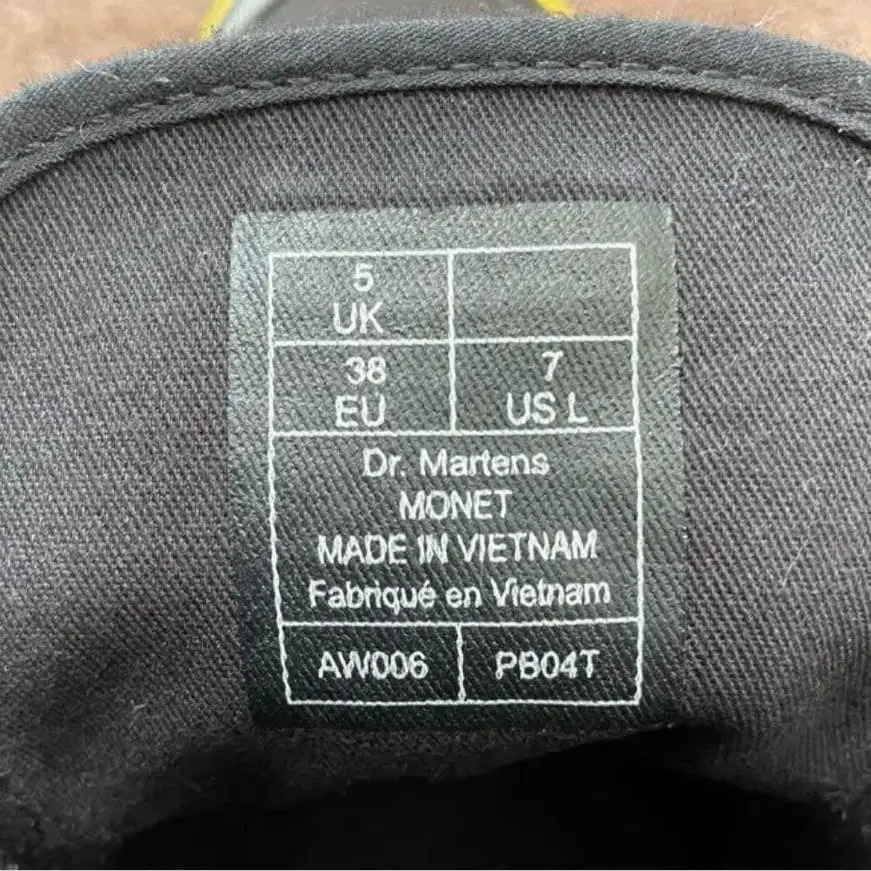 5
UK
38
EU
7
US L
Dr. Martens
MONET
MADE IN VIETNAM
Fabriqué en Vietnam
AW006 PB04T